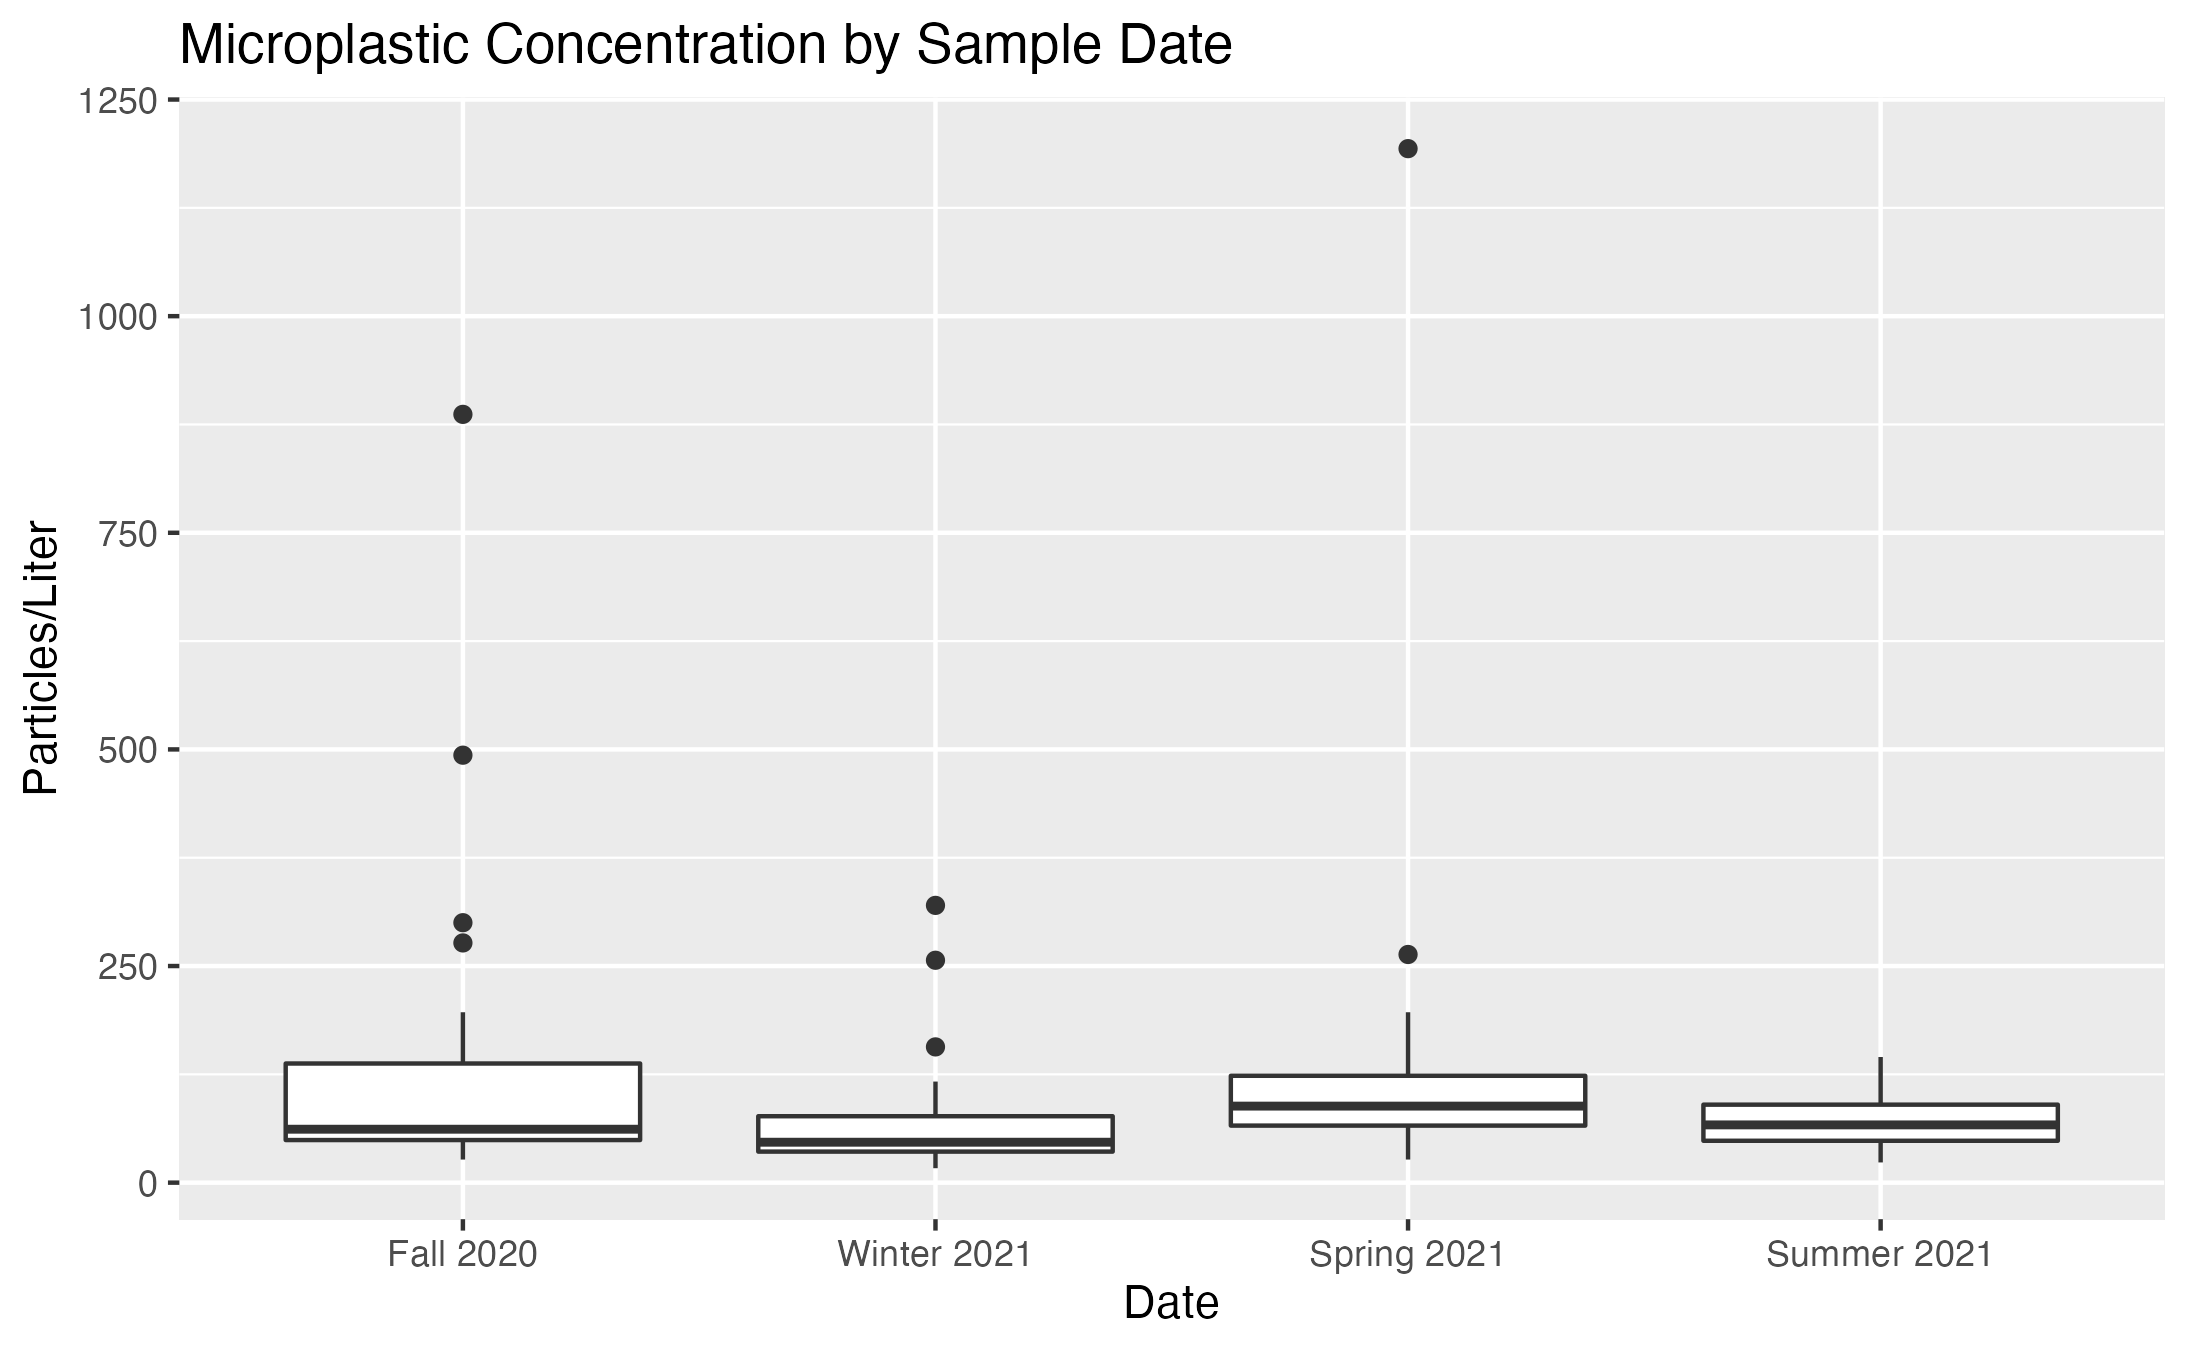 Microplastic Concentration by Sample Date
1250
1000
750
500
250
0
Particles/Liter
Fall 2020
Winter 2021
Spring 2021
Summer 2021
Date